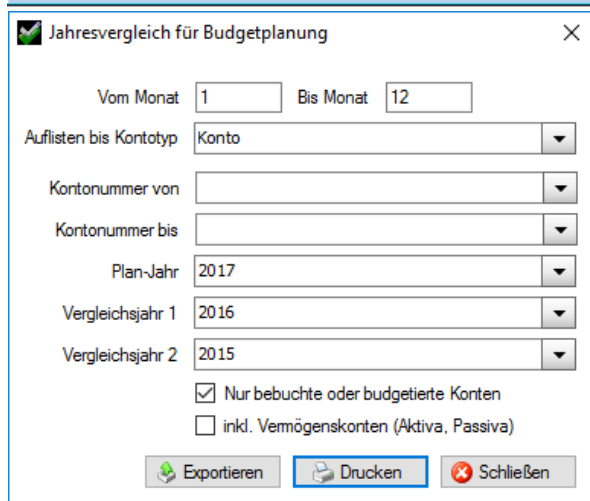 Jahresvergleich für Budgetplanung
Vom Monat 1 Bis Monat 12
Auflisten bis Kontotyp Konto
Kontonummer von
Kontonummer bis
Plan-Jahr 2017
Vergleichsjahr 1 2016
Vergleichsjahr 2 2015
Nur bebuchte oder budgetierte Konten
inkl. Vermögenskonten (Aktiva, Passiva)
Exportieren Drucken Schließen